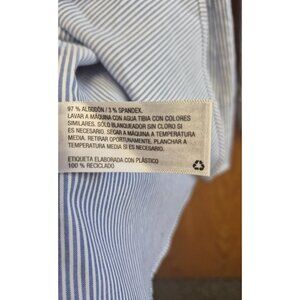 97 % ALGODÓN / 3 % SPANDEX.
LAVAR A MÁQUINA CON AGUA TIBIA CON COLORES
SIMILARES. SÓLO BLANQUEADOR SIN CLORO SI
ES NECESARIO. SECAR A MÁQUINA A TEMPERATURA
MEDIA. RETIRAR OPORTUNAMENTE. PLANCHAR A
TEMPERATURA MEDIA SI ES NECESARIO.
ETIQUETA ELABORADA CON PLÁSTICO
100 % RECICLADO